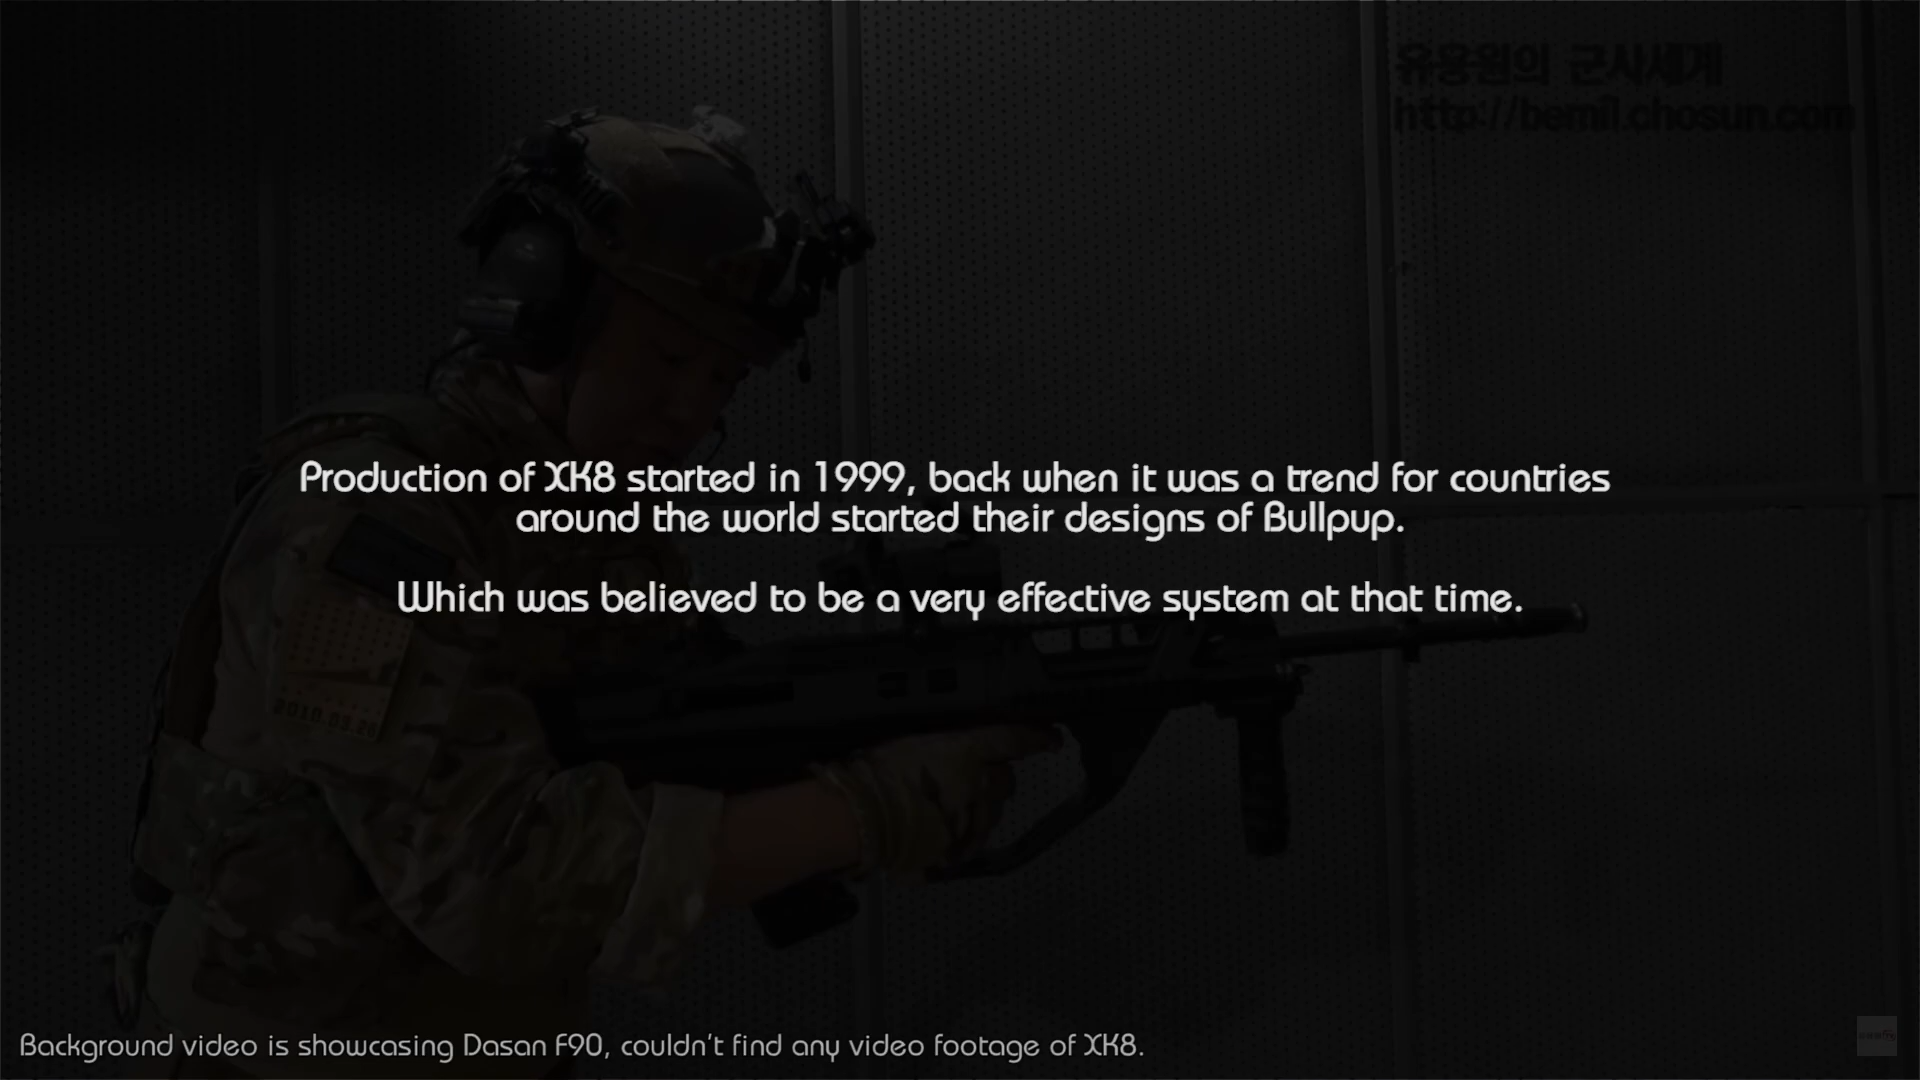 유용원의 군사세계
http://bemil.chosun.com
Production of XK8 started in 1999, back when it was a trend for countries
around the world started their designs of Bullpup.
Which was believed to be a very effective system at that time.
2010.03.26
Background video is showcasing Dasan F90, couldn't find any video footage of XK8.